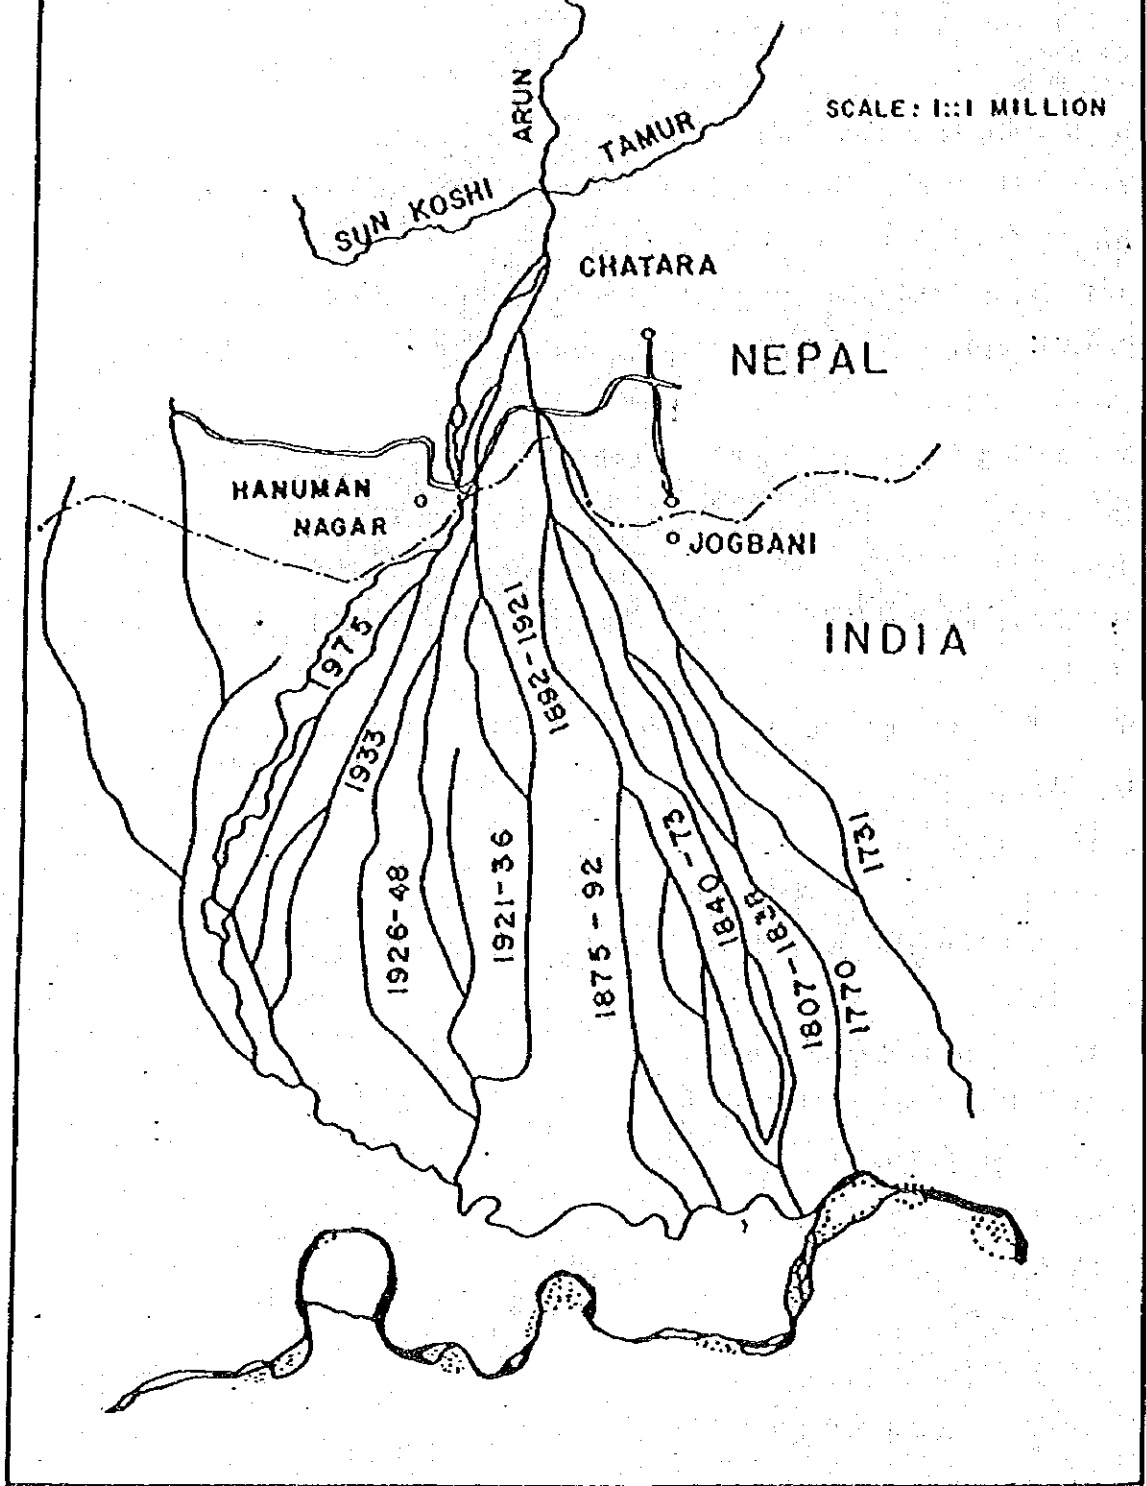 ARUN
TAMUR
SCALE: 1::1 MILLION
SUN KOSHI
CHATARA
NEPAL
HANUMAN
NAGAR
JOGBANI
INDIA
1975
1892-1921
1933
1731
1926-48
1921-36
1875-92
1840-73
1807-1838
1770